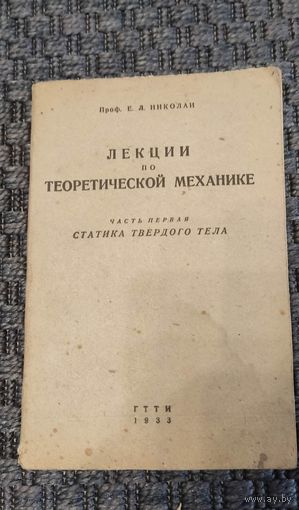 Проф. Е. Л. НИКОЛАИ
ЛЕКЦИИ
ПО
ТЕОРЕТИЧЕСКОЙ МЕХАНИКЕ
ЧАСТЬ ПЕРВАЯ
СТАТИКА ТВЕРДОГО ТЕЛА
ГТТИ
1933
www.ay.by